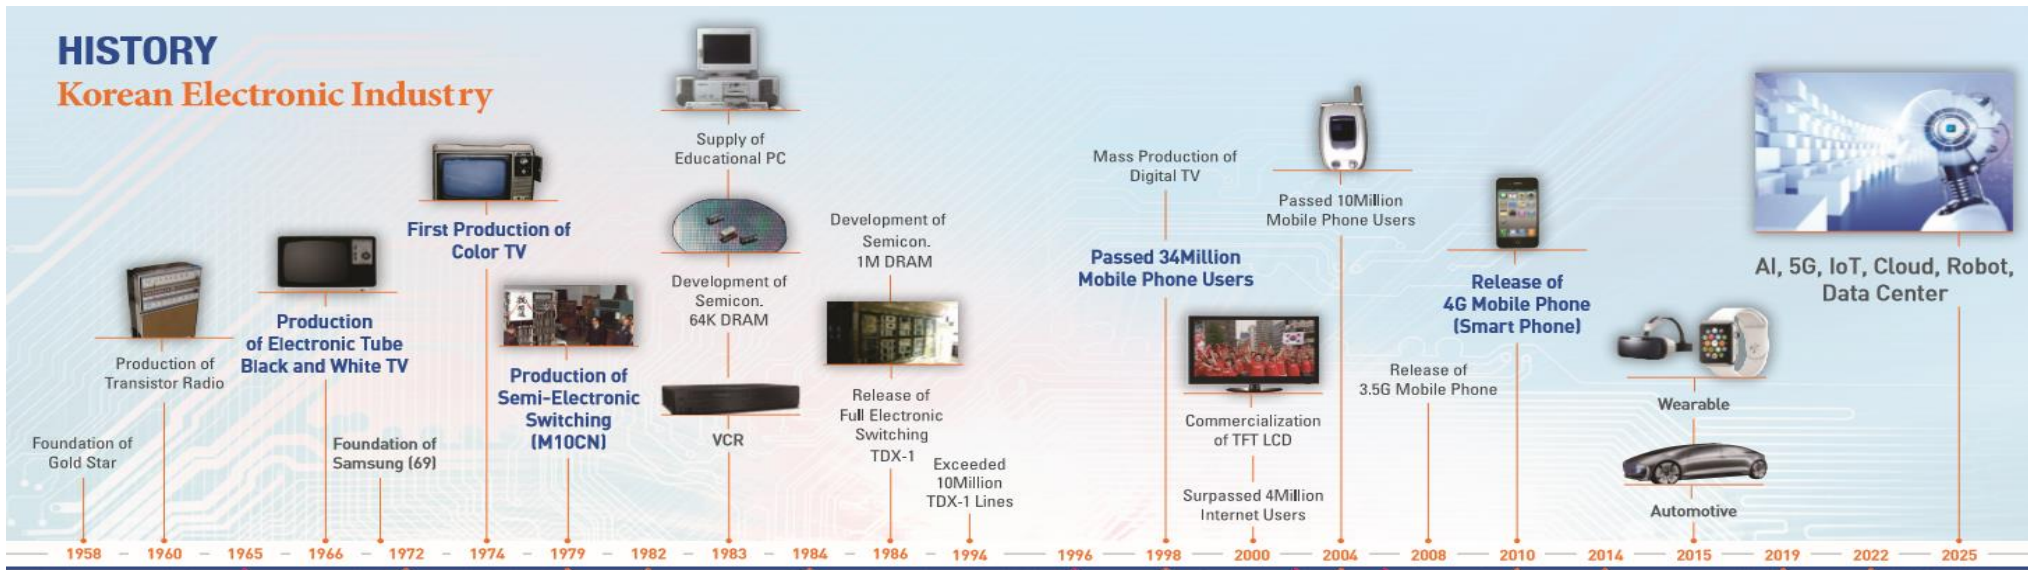 HISTORY
Korean Electronic Industry
Foundation of
Gold Star
Production of
Transistor Radio
Production
of Electronic Tube
Black and White TV
Foundation of
Samsung (69)
First Production of
Color TV
Production of
Semi-Electronic
Switching
(M10CN)
Supply of
Educational PC
Development of
Semicon.
64K DRAM
VCR
Development of
Semicon.
1M DRAM
Release of
Full Electronic
Switching
TDX-1
Exceeded
10Million
TDX-1 Lines
Mass Production of
Digital TV
Passed 34Million
Mobile Phone Users
Commercialization
of TFT LCD
Surpassed 4Million
Internet Users
Passed 10Million
Mobile Phone Users
Release of
3.5G Mobile Phone
Release of
4G Mobile Phone
(Smart Phone)
Wearable
Automotive
AI, 5G, IoT, Cloud, Robot,
Data Center
1958 1960 1965 1966 1972 1974 1979 1982 1983 1984 1986 1994 1996 1998 2000 2004 2008 2010 2014 2015 2019 2022 2025